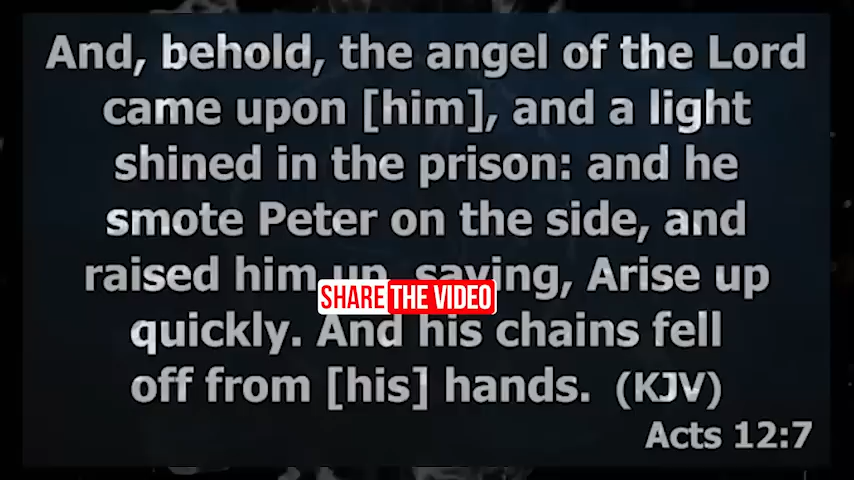 And, behold, the angel of the Lord
came upon [him], and a light
shined in the prison: and he
smote Peter on the side, and
raised him up, saying, Arise up
SHARE THE VIDEO
quickly. And his chains fell
off from [his] hands. (KJV)
Acts 12:7